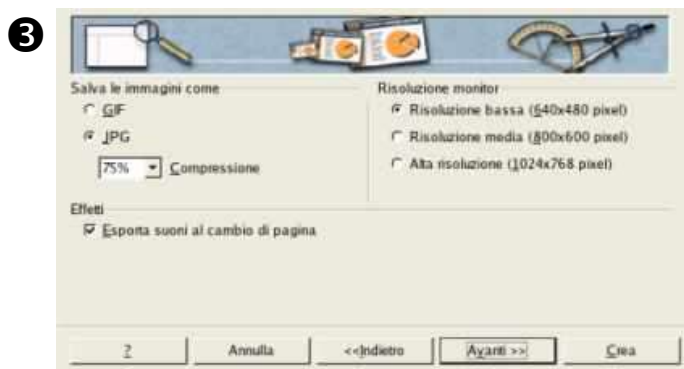 3
Salva le immagini come
GIF
JPG
75% Compressione
Risoluzione monitor
Risoluzione bassa (640x480 pixel)
Risoluzione media (800x600 pixel)
Alta risoluzione (1024x768 pixel)
Effetti
Esporta suoni al cambio di pagina
? Annulla <<Indietro Avanti >> Crea